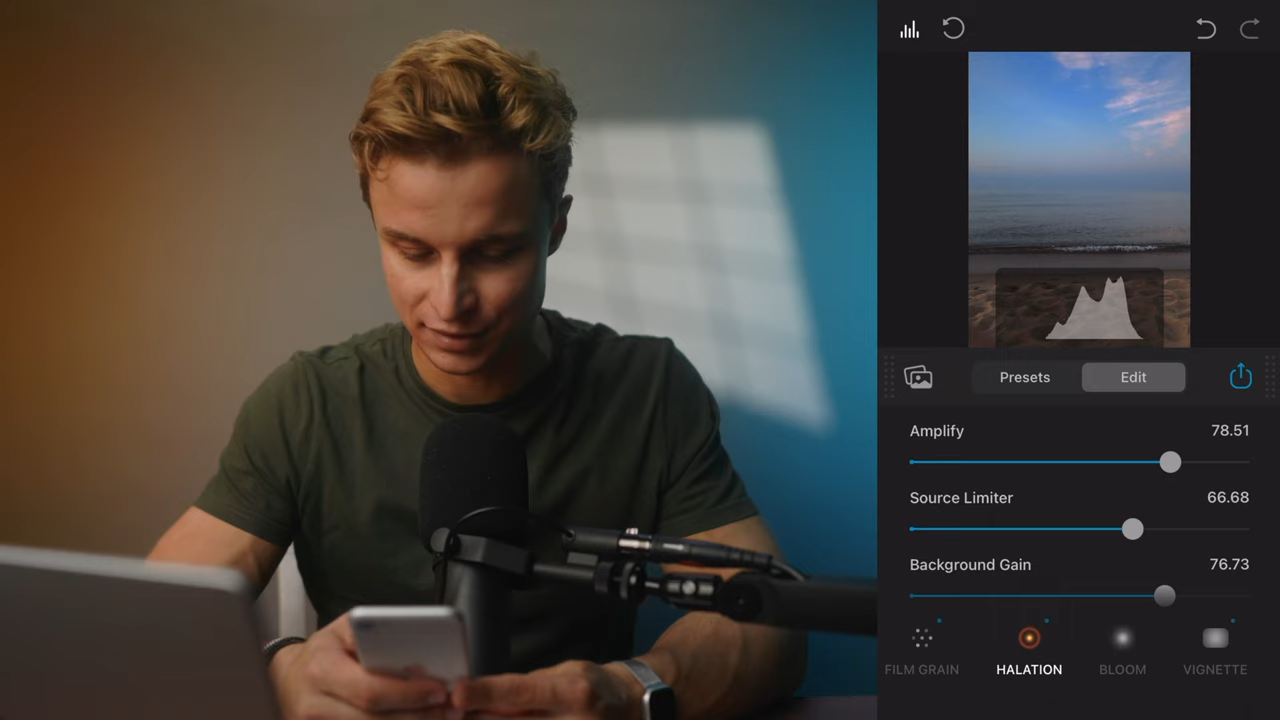 Presets Edit
Amplify 78.51
Source Limiter 66.68
Background Gain 76.73
FILM GRAIN HALATION BLOOM VIGNETTE